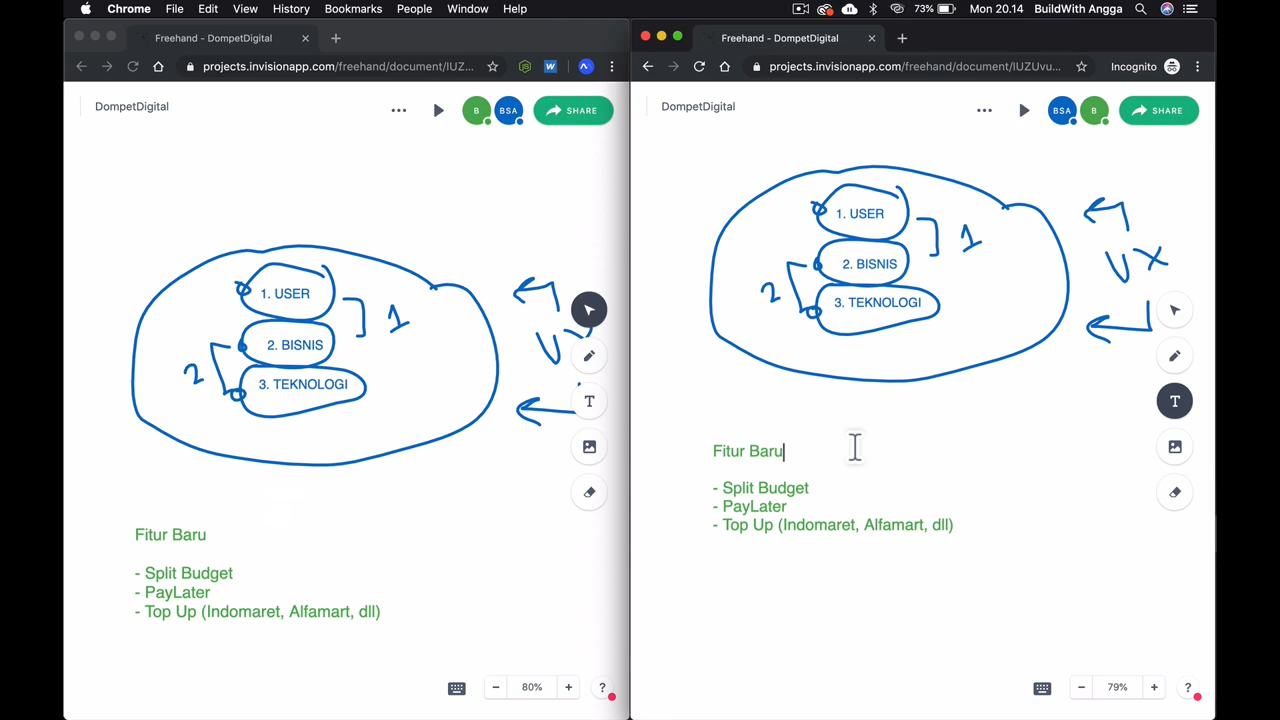 Chrome File Edit View History Bookmarks People Window Help 73% Mon 20.14 BuildWith Angga
Freehand - DompetDigital
projects.invisionapp.com/freehand/document/IUZ...
DompetDigital
B BSA SHARE
1. USER
2. BISNIS
3. TEKNOLOGI
1
2
T
Fitur Baru
- Split Budget
- PayLater
- Top Up (Indomaret, Alfamart, dll)
80%
?
Freehand - DompetDigital
projects.invisionapp.com/freehand/document/IUZUvu... Incognito
DompetDigital
BSA B SHARE
1. USER
2. BISNIS
3. TEKNOLOGI
1
2
UX
T
Fitur Baru
- Split Budget
- PayLater
- Top Up (Indomaret, Alfamart, dll)
79%
?